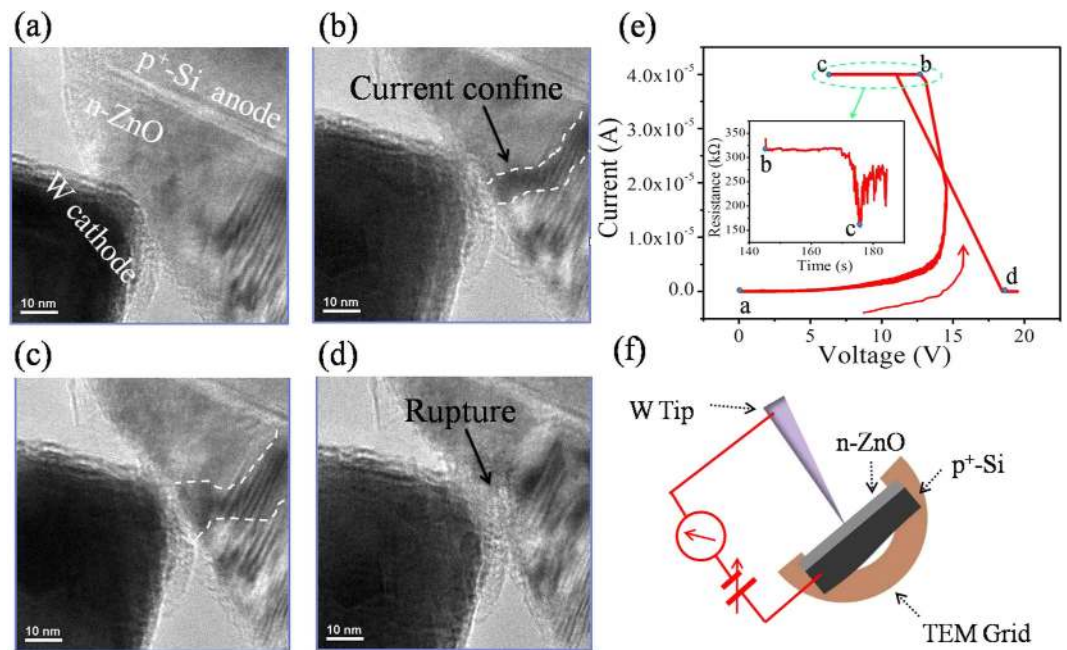 (a)
p⁺-Si anode
n-ZnO
W cathode
10 nm
(b)
Current confine
10 nm
(c)
10 nm
(d)
Rupture
10 nm
(e)
Current (A)
4.0x10⁻⁵
3.0x10⁻⁵
2.0x10⁻⁵
1.0x10⁻⁵
0.0
c
b
a
d
Resistance (kΩ)
350
300
250
200
150
b
c
140
160
180
200
Time (s)
0
5
10
15
20
Voltage (V)
(f)
W Tip
n-ZnO
p⁺-Si
TEM Grid